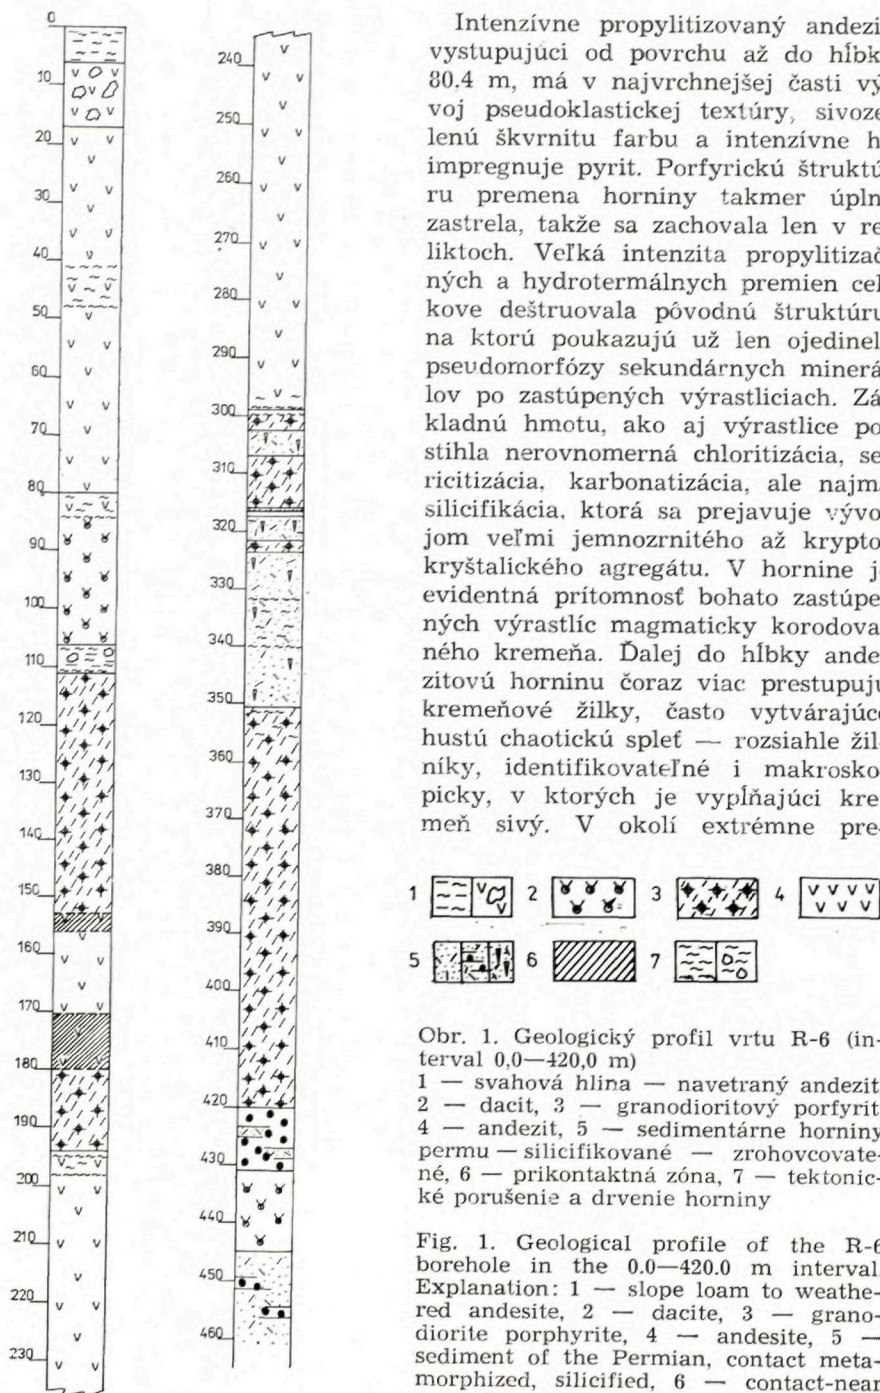 0
10
20
30
40
50
60
70
80
90
100
110
120
130
140
150
160
170
180
190
200
210
220
230
240
250
260
270
280
290
300
310
320
330
340
350
360
370
380
390
400
410
420
430
440
450
460
Intenzívne propylitizovaný andezi
vystupujúci od povrchu až do hĺbk
80.4 m, má v najvrchnejšej časti vý
voj pseudoklastickej textúry, sivoze
lenú škvrnitu farbu a intenzívne h
impregnuje pyrit. Porfyrickú štruktú
ru premena horniny takmer úpln
zastrela, takže sa zachovala len v re
liktoch. Veľká intenzita propylitizač
ných a hydrotermálnych premien cel
kove deštruovala pôvodnú štruktúru
na ktorú poukazujú už len ojedinel
pseudomorfózy sekundárnych minerá
lov po zastúpených výrastliciach. Zá
kladnú hmotu, ako aj výrastlice po
stihla nerovnomerná chloritizácia, se
ricitizácia, karbonatizácia, ale najm
silicifikácia, ktorá sa prejavuje vývo
jom veľmi jemnozrnitého až krypto-
kryštalického agregátu. V hornine j
evidentná prítomnosť bohato zastúpe
ných výrastlíc magmaticky korodova
ného kremeňa. Ďalej do hĺbky ande
zitovú horninu čoraz viac prestupujú
kremeňové žilky, často vytvárajúce
hustú chaotickú spleť — rozsiahle žil-
níky, identifikovateľné i makrosko-
picky, v ktorých je vypĺňajúci kre-
meň sivý. V okolí extrémne pre-
1 2 3 4
5 6 7
Obr. 1. Geologický profil vrtu R-6 (in-
terval 0,0—420,0 m)
1 — svahová hlina — navetraný andezit
2 — dacit, 3 — granodioritový porfyrit
4 — andezit, 5 — sedimentárne horniny
permu — silicifikované — zrohovcovate-
né, 6 — prikontaktná zóna, 7 — tektonic-
ké porušenie a drvenie horniny
Fig. 1. Geological profile of the R-6
borehole in the 0.0—420.0 m interval.
Explanation: 1 — slope loam to weathe-
red andesite, 2 — dacite, 3 — grano-
diorite porphyrite, 4 — andesite, 5 —
sediment of the Permian, contact meta-
morphized, silicified, 6 — contact-near